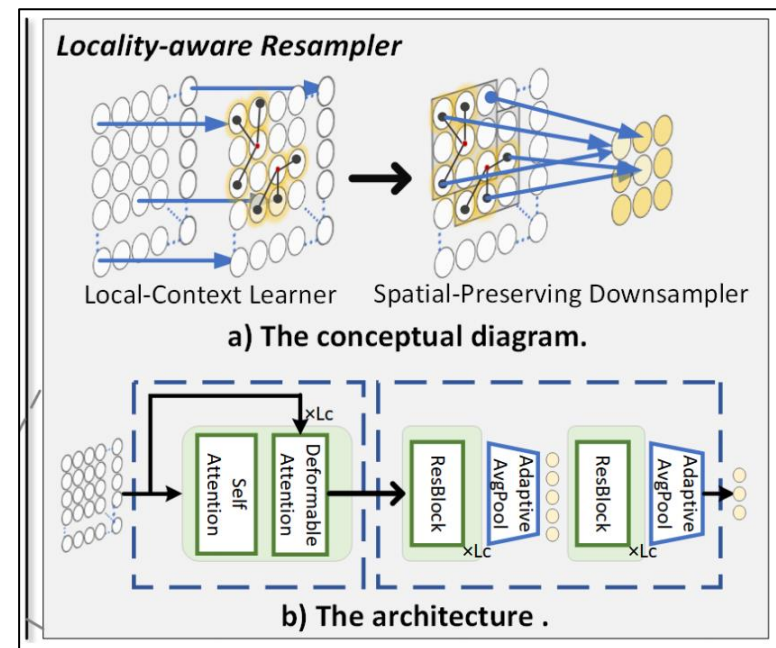 Locality-aware Resampler
Local-Context Learner
Spatial-Preserving Downsampler
a) The conceptual diagram.
×Lc
Self
Attention
Deformable
Attention
ResBlock
×Lc
Adaptive
AvgPool
ResBlock
×Lc
Adaptive
AvgPool
b) The architecture .